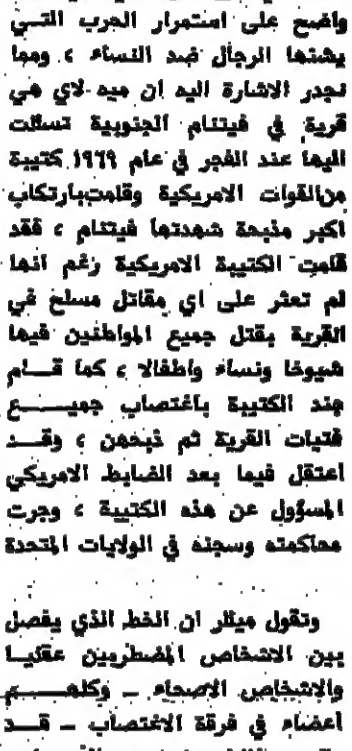 واضح على استمرار الحرب التي
يشنها الرجال ضد النساء ، ومما
تجدر الاشارة اليه ان ميه لاي هي
قرية في فيتنام الجنوبية تسللت
اليها عند الفجر في عام ١٩٦٩ كتيبة
من القوات الامريكية وقامت بارتكاب
اكبر مذبحة شهدتها فيتنام ، فقد
قامت الكتيبة الامريكية رغم انها
لم تعثر على اي مقاتل مسلح في
القرية بقتل جميع المواطنين فيها
شيوخا ونساء واطفالا ، كما قام
جند الكتيبة باغتصاب جميع
فتيات القرية ثم ذبحهن ، وقد
اعتقل فيما بعد الضابط الامريكي
المسؤول عن هذه الكتيبة ، وجرت
محاكمته وسجنه في الولايات المتحدة
وتقول ميللر ان الخط الذي يفصل
بين الاشخاص المضطربين عقليا
والاشخاص الاصحاء ـ وكلهم
اعضاء في فرقة الاغتصاب ـ قد